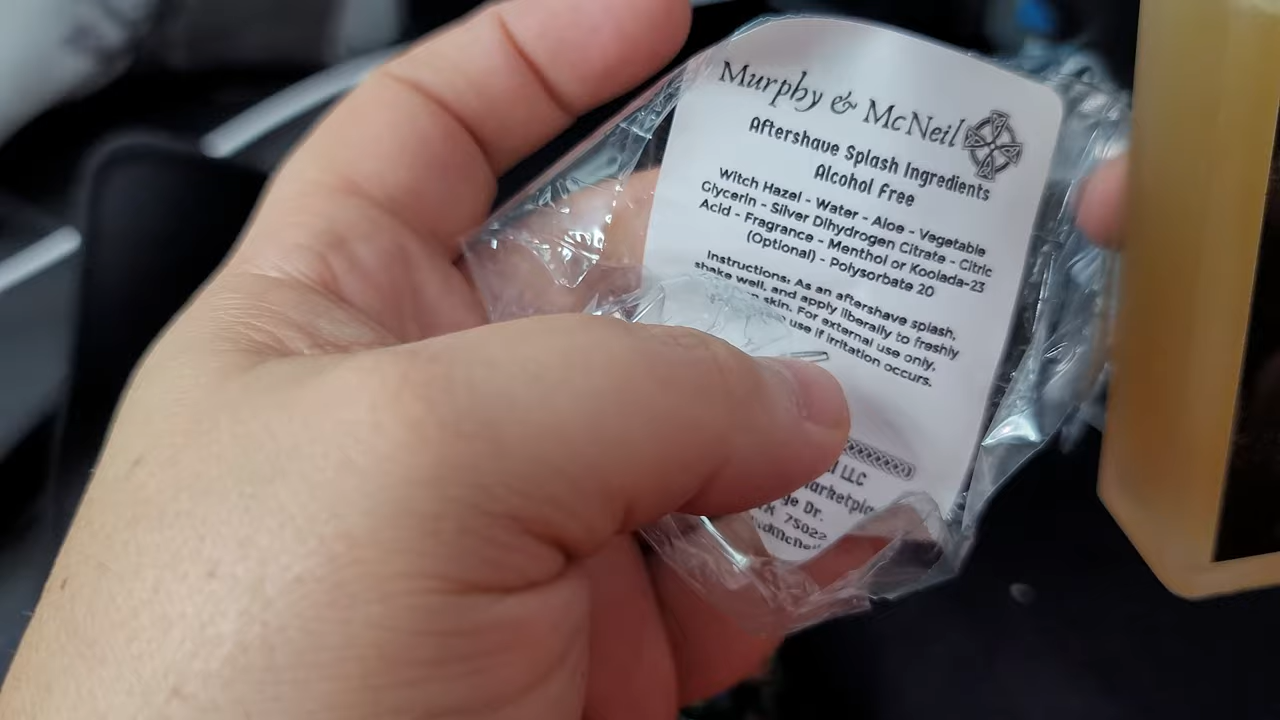 Murphy & McNeil
Aftershave Splash Ingredients
Alcohol Free
Witch Hazel - Water - Aloe - Vegetable
Glycerin - Silver Dihydrogen Citrate - Citric
Acid - Fragrance - Menthol or Koolada-23
(Optional) - Polysorbate 20
Instructions: As an aftershave splash,
shake well, and apply liberally to freshly
skin. For external use only.
use if irritation occurs.
LLC
Dr.
75022